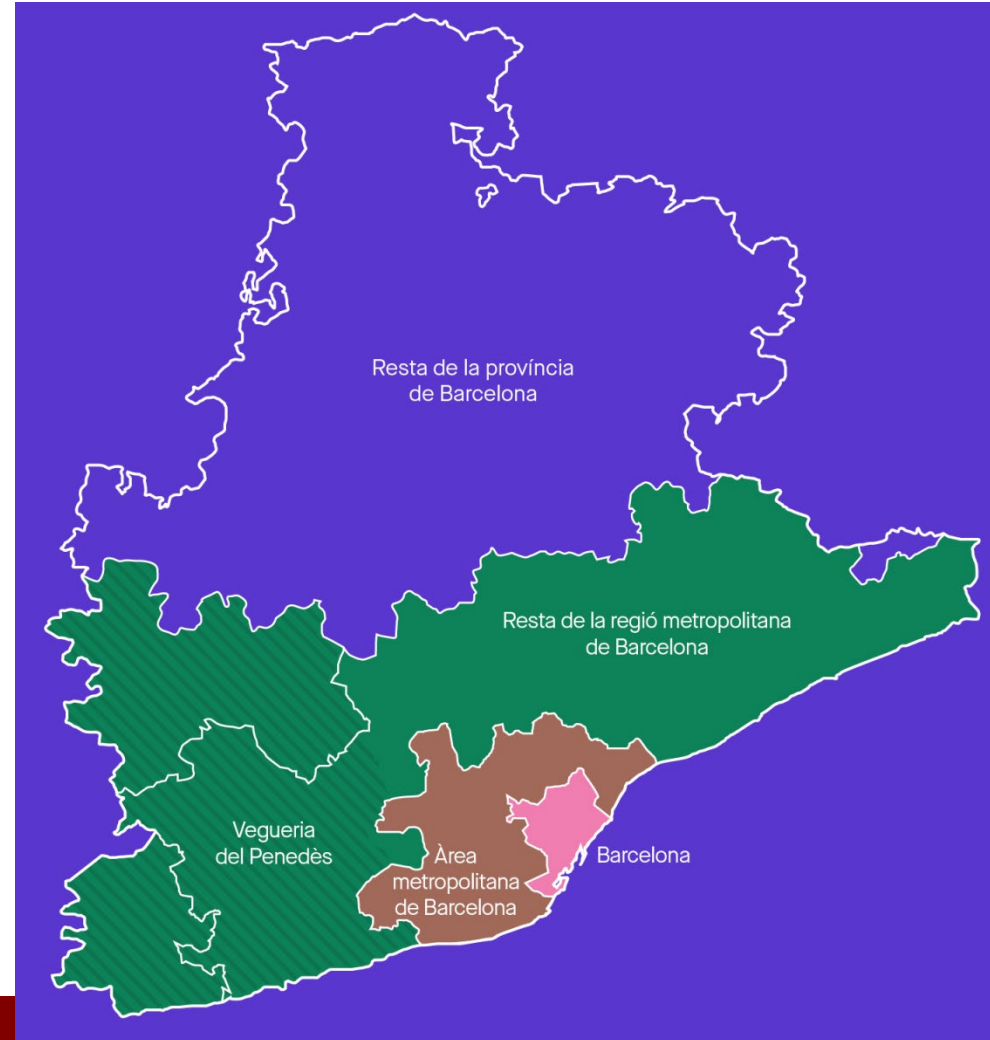 Resta de la província
de Barcelona
Resta de la regió metropolitana
de Barcelona
Vegueria
del Penedès
Àrea
metropolitana
de Barcelona
Barcelona